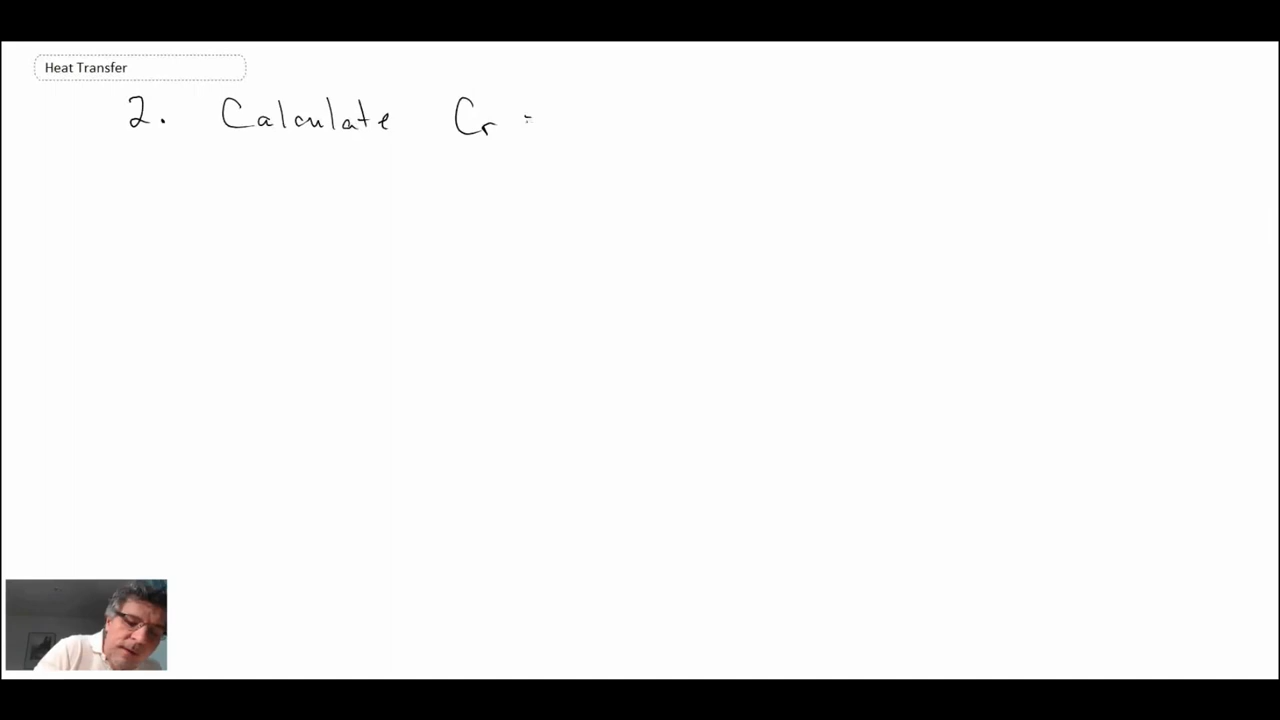 Heat Transfer
2. Calculate Cr =